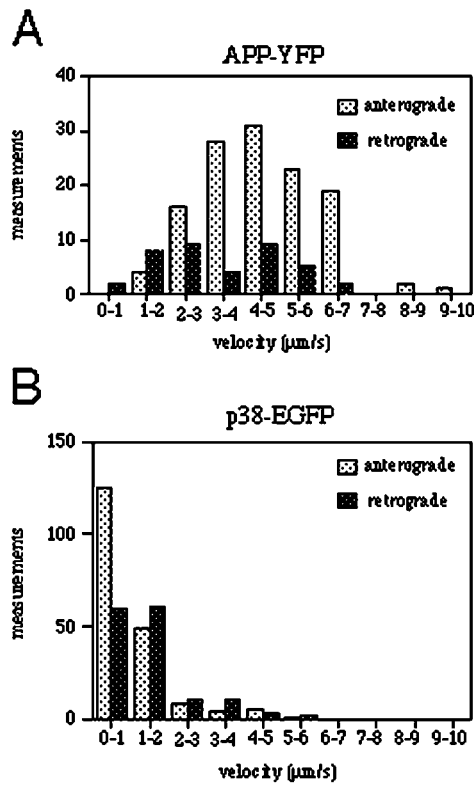 A
APP-YFP
40
30
20
10
0
measurements
anterograde
retrograde
0-1 1-2 2-3 3-4 4-5 5-6 6-7 7-8 8-9 9-10
velocity (µm/s)
B
p38-EGFP
150
100
50
0
measurements
anterograde
retrograde
0-1 1-2 2-3 3-4 4-5 5-6 6-7 7-8 8-9 9-10
velocity (µm/s)